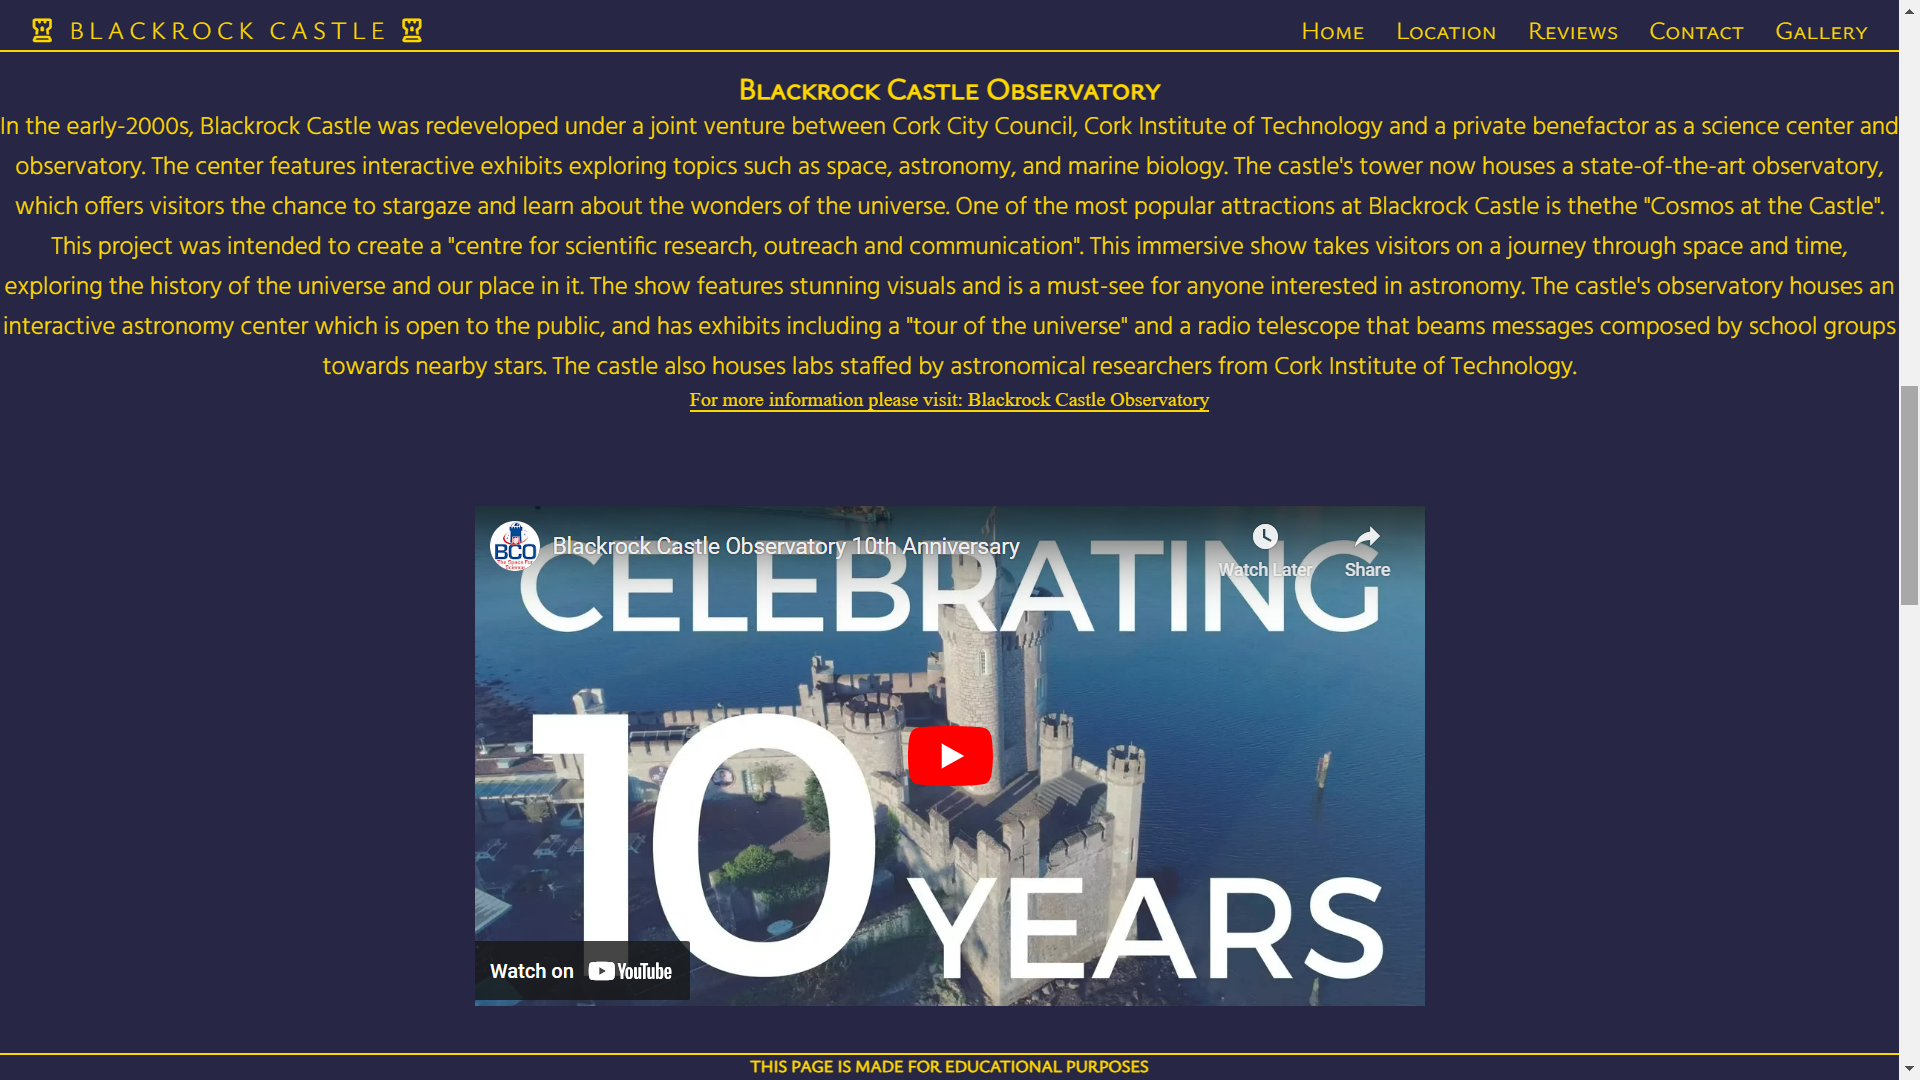 BLACKROCK CASTLE
Home Location Reviews Contact Gallery
Blackrock Castle Observatory
In the early-2000s, Blackrock Castle was redeveloped under a joint venture between Cork City Council, Cork Institute of Technology and a private benefactor as a science center and
observatory. The center features interactive exhibits exploring topics such as space, astronomy, and marine biology. The castle's tower now houses a state-of-the-art observatory,
which offers visitors the chance to stargaze and learn about the wonders of the universe. One of the most popular attractions at Blackrock Castle is thethe "Cosmos at the Castle".
This project was intended to create a "centre for scientific research, outreach and communication". This immersive show takes visitors on a journey through space and time,
exploring the history of the universe and our place in it. The show features stunning visuals and is a must-see for anyone interested in astronomy. The castle's observatory houses an
interactive astronomy center which is open to the public, and has exhibits including a "tour of the universe" and a radio telescope that beams messages composed by school groups
towards nearby stars. The castle also houses labs staffed by astronomical researchers from Cork Institute of Technology.
For more information please visit: Blackrock Castle Observatory
BCO
The Space For
Science
Blackrock Castle Observatory 10th Anniversary
Watch Later
Share
CELEBRATING
10 YEARS
Watch on YouTube
THIS PAGE IS MADE FOR EDUCATIONAL PURPOSES